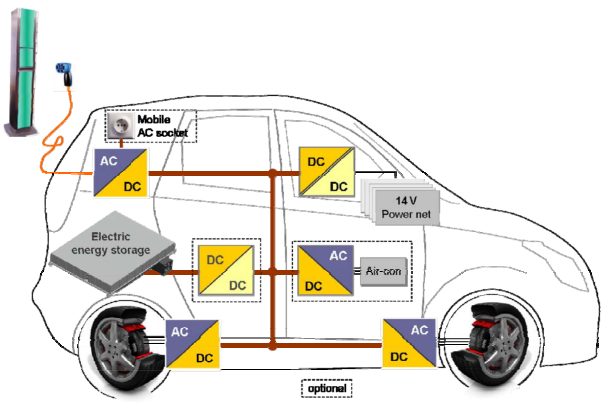 Mobile
AC socket
AC
DC
DC
DC
14 V
Power net
Electric
energy storage
DC
DC
AC
DC
Air-con
AC
DC
AC
DC
optional